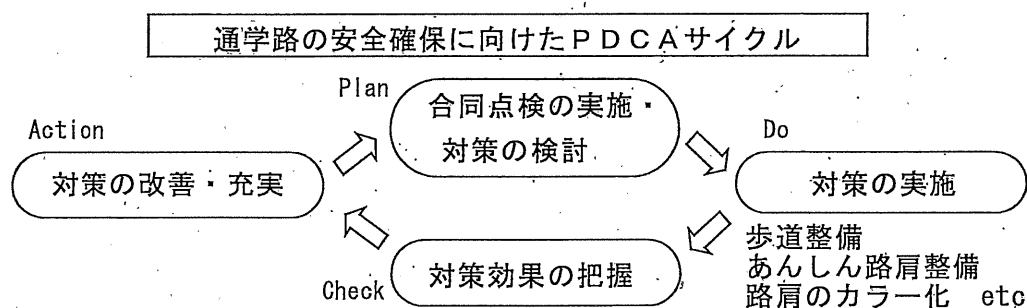 通学路の安全確保に向けたPDCAサイクル
Plan
合同点検の実施・
対策の検討
Action
対策の改善・充実
Do
対策の実施
歩道整備
あんしん路肩整備
路肩のカラー化 etc
Check
対策効果の把握